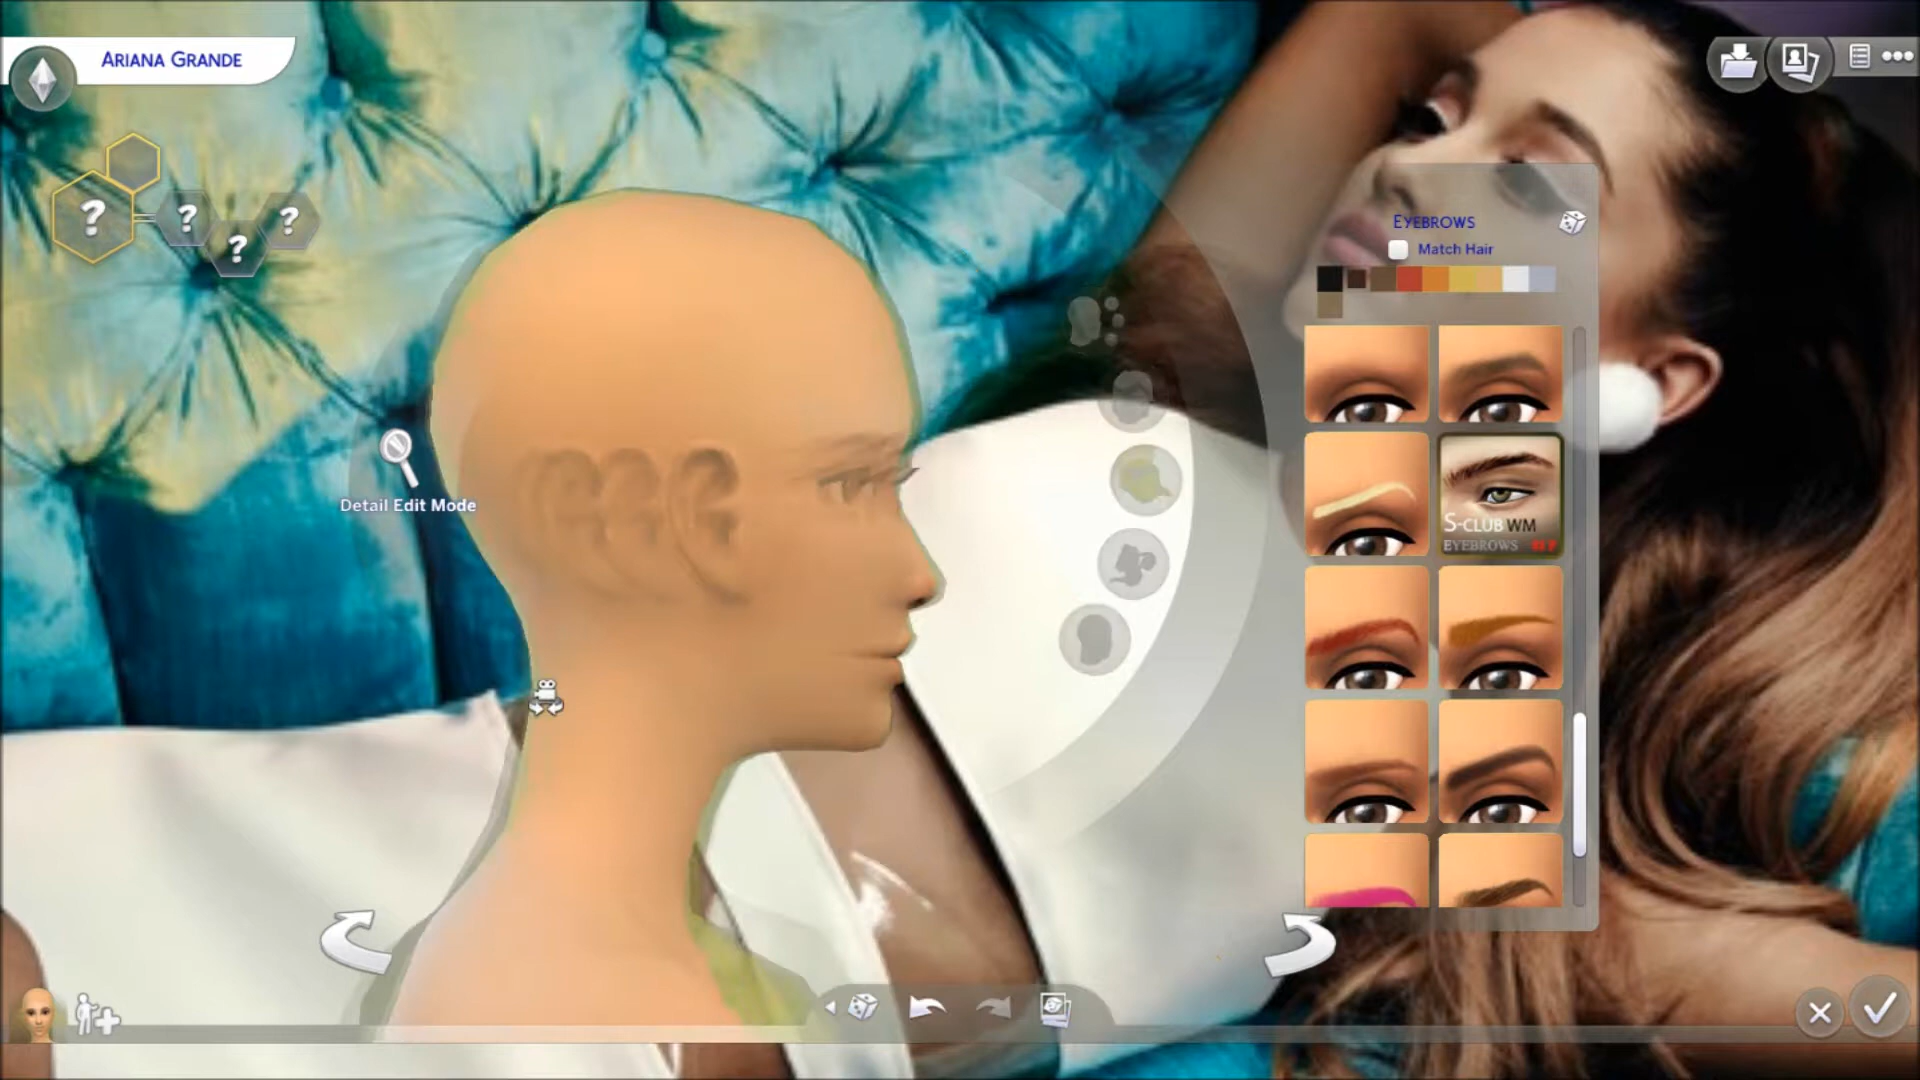 ARIANA GRANDE
?
? ? ?
Detail Edit Mode
EYEBROWS
Match Hair
S-CLUB WM
EYEBROWS